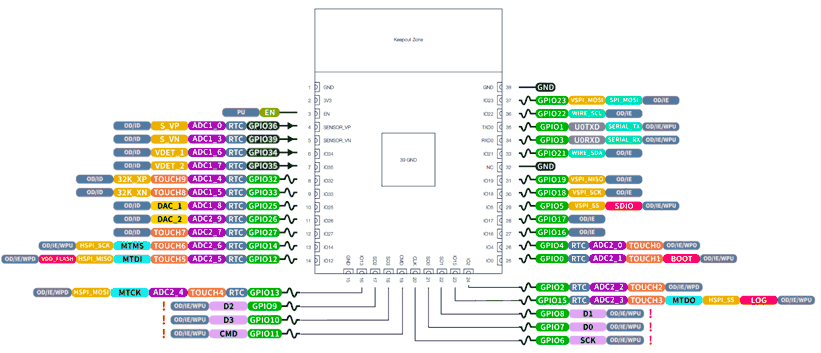 Keepout Zone
1 GND
2 3V3
PU EN 3 EN
OD/ID S_VP ADC1_0 RTC GPIO36 4 SENSOR_VP
OD/ID S_VN ADC1_3 RTC GPIO39 5 SENSOR_VN
OD/ID VDET_1 ADC1_6 RTC GPIO34 6 IO34
OD/ID VDET_2 ADC1_7 RTC GPIO35 7 IO35
OD/ID 32K_XP TOUCH9 ADC1_4 RTC GPIO32 8 IO32
OD/ID 32K_XN TOUCH8 ADC1_5 RTC GPIO33 9 IO33
OD/ID DAC_1 ADC1_8 RTC GPIO25 10 IO25
OD/ID DAC_2 ADC2_9 RTC GPIO26 11 IO26
OD/ID TOUCH7 ADC2_7 RTC GPIO27 12 IO27
OD/IE/WPU HSPI_SCK MTMS TOUCH6 ADC2_6 RTC GPIO14 13 IO14
OD/IE/WPD VDD_FLASH HSPI_MISO MTDI TOUCH5 ADC2_5 RTC GPIO12 14 IO12
39 GND
GND 38 GND
IO23 37 GPIO23 VSPI_MOSI SPI_MOSI OD/IE
IO22 36 GPIO22 WIRE_SCL OD/IE
TXD0 35 GPIO1 U0TXD SERIAL_TX OD/IE/WPU
RXD0 34 GPIO3 U0RXD SERIAL_RX OD/IE/WPU
IO21 33 GPIO21 WIRE_SDA OD/IE
NC 32 GND
IO19 31 GPIO19 VSPI_MISO OD/IE
IO18 30 GPIO18 VSPI_SCK OD/IE
IO5 29 GPIO5 VSPI_SS SDIO OD/IE/WPU
IO17 28 GPIO17 OD/IE
IO16 27 GPIO16 OD/IE
IO4 26 GPIO4 RTC ADC2_0 TOUCH0 OD/IE/WPD
IO0 25 GPIO0 RTC ADC2_1 TOUCH1 BOOT OD/IE/WPU
GND IO13 SD2 SD3 CMD CLK SD0 SD1 IO15 IO2
15 16 17 18 19 20 21 22 23 24
OD/IE/WPD HSPI_MOSI MTCK ADC2_4 TOUCH4 RTC GPIO13
! OD/IE/WPU D2 GPIO9
! OD/IE/WPU D3 GPIO10
! OD/IE/WPU CMD GPIO11
GPIO2 RTC ADC2_2 TOUCH2 OD/IE/WPD
GPIO15 RTC ADC2_3 TOUCH3 MTDO HSPI_SS LOG OD/IE/WPU
GPIO8 D1 OD/IE/WPU !
GPIO7 D0 OD/IE/WPU !
GPIO6 SCK OD/IE/WPU !